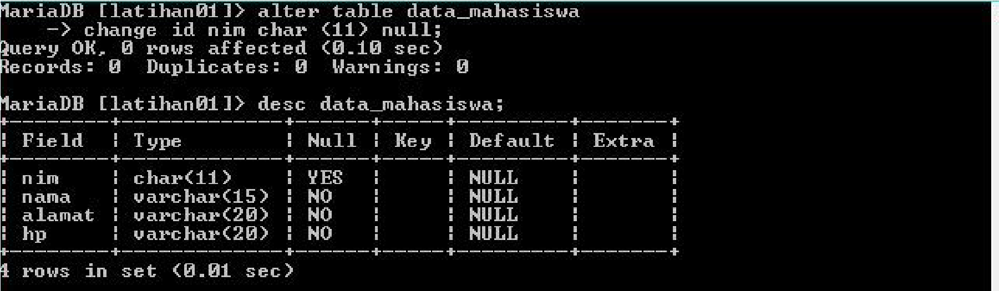 MariaDB [latihan01]> alter table data_mahasiswa
    -> change id nim char (11) null;
Query OK, 0 rows affected (0.10 sec)
Records: 0  Duplicates: 0  Warnings: 0
MariaDB [latihan01]> desc data_mahasiswa;
+---------+-------------+------+-----+---------+-------+
| Field   | Type        | Null | Key | Default | Extra |
+---------+-------------+------+-----+---------+-------+
| nim     | char(11)    | YES  |     | NULL    |       |
| nama    | varchar(15) | NO   |     | NULL    |       |
| alamat  | varchar(20) | NO   |     | NULL    |       |
| hp      | varchar(20) | NO   |     | NULL    |       |
+---------+-------------+------+-----+---------+-------+
4 rows in set (0.01 sec)